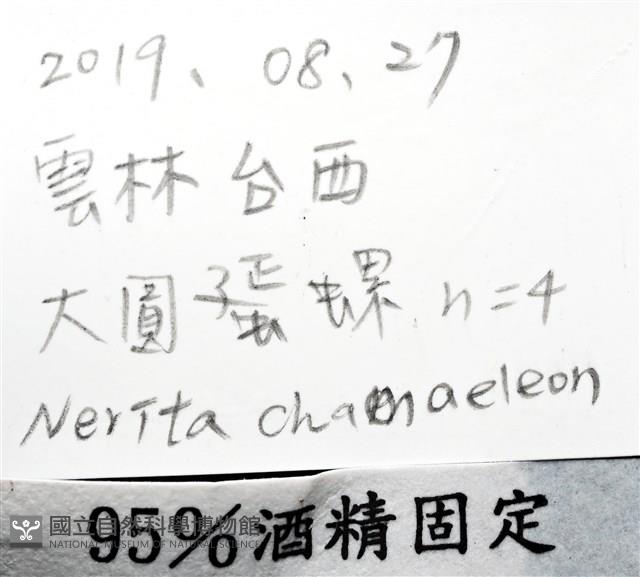 2019、08、27
雲林台西
大圓蜑螺 n=4
Nerita chamaeleon
95%酒精固定
國立自然科學博物館
NATIONAL MUSEUM OF NATURAL SCIENCE